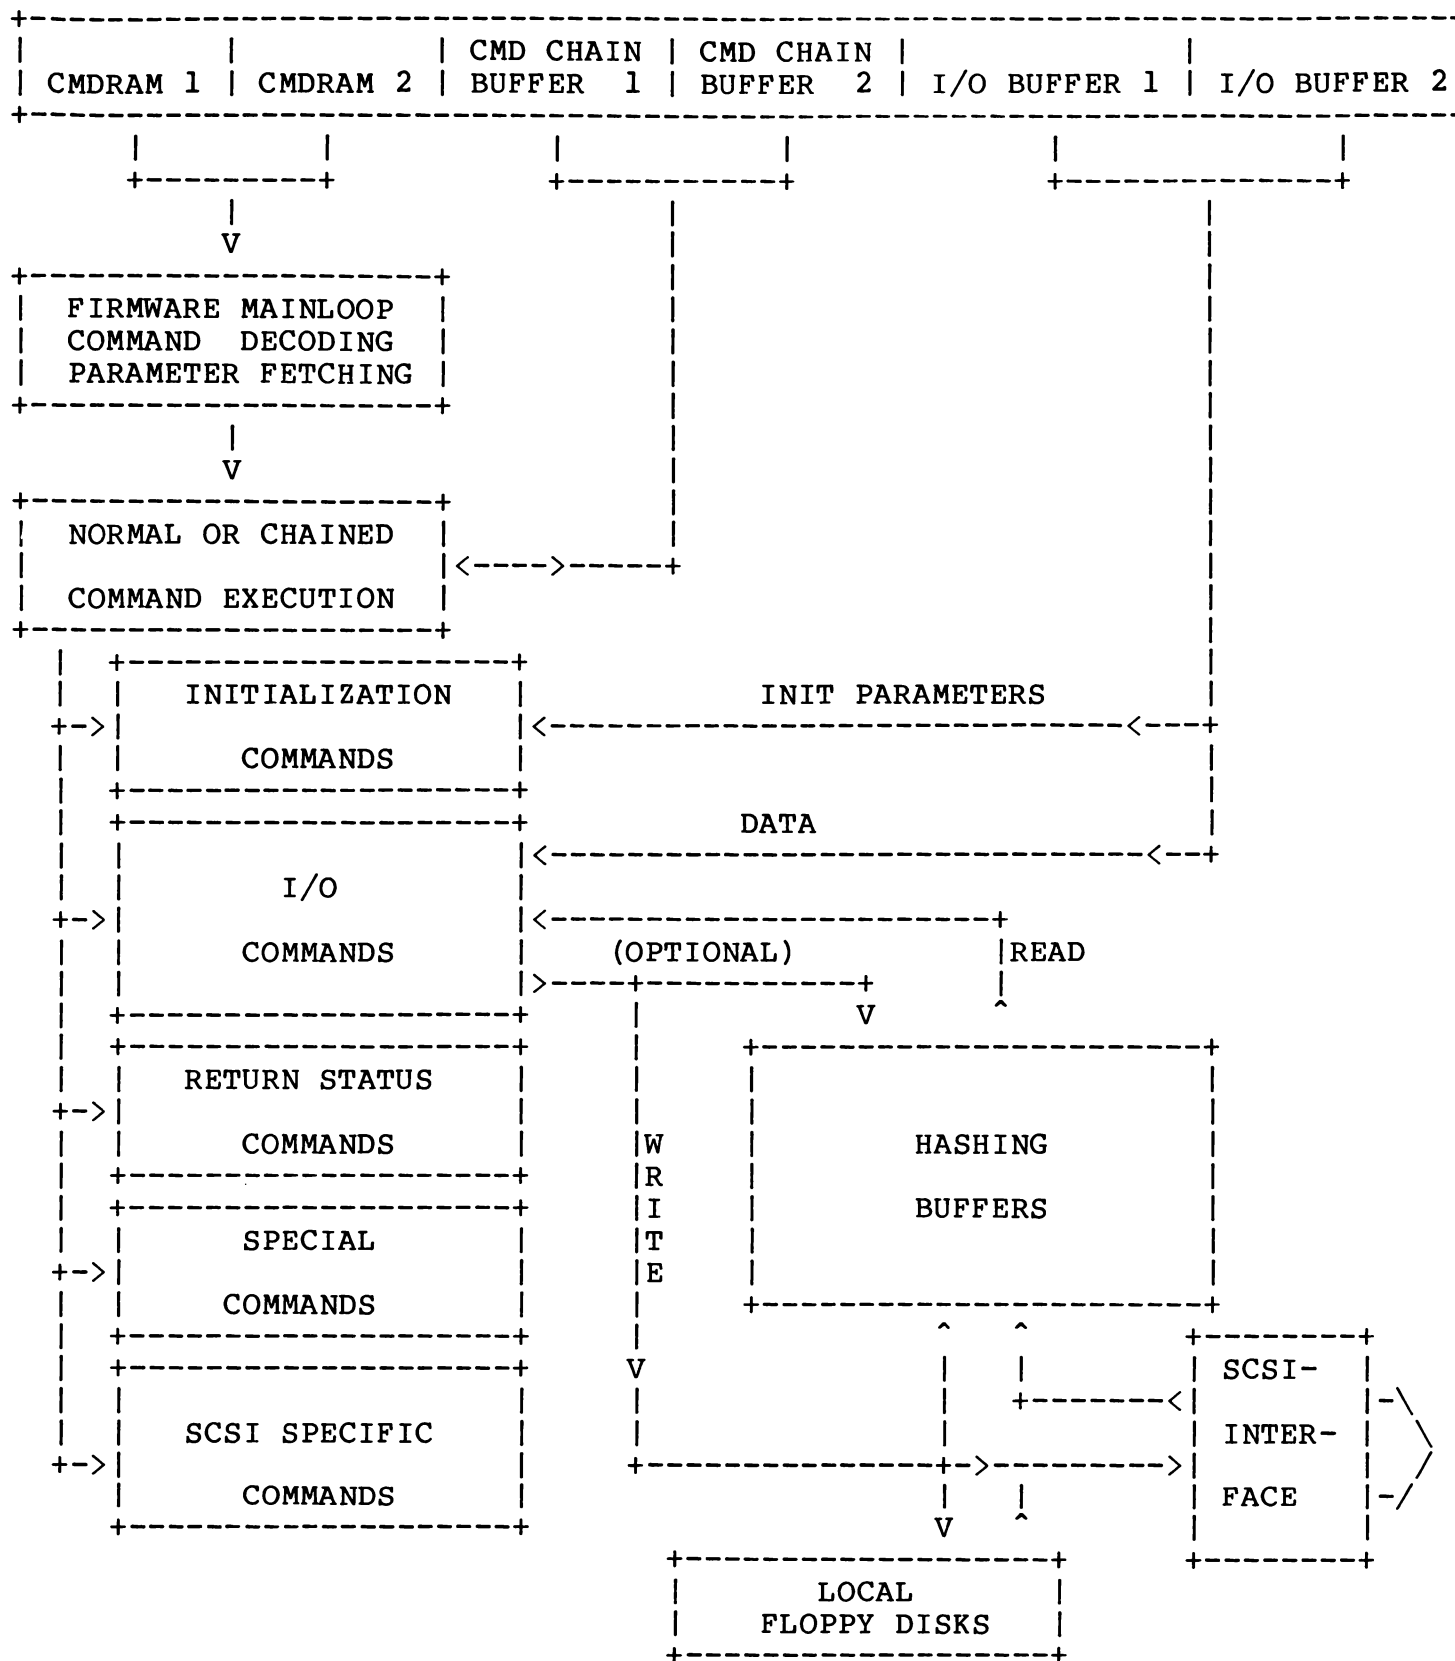 CMD CHAIN CMD CHAIN
CMDRAM 1 CMDRAM 2 BUFFER 1 BUFFER 2 I/O BUFFER 1 I/O BUFFER 2
V
FIRMWARE MAINLOOP
COMMAND DECODING
PARAMETER FETCHING
V
NORMAL OR CHAINED
COMMAND EXECUTION
INITIALIZATION INIT PARAMETERS
COMMANDS
DATA
I/O
COMMANDS (OPTIONAL) READ
V
RETURN STATUS
COMMANDS
WRITE
HASHING
BUFFERS
SPECIAL
COMMANDS
V
SCSI-
INTER-
FACE
SCSI SPECIFIC
COMMANDS
V
LOCAL
FLOPPY DISKS